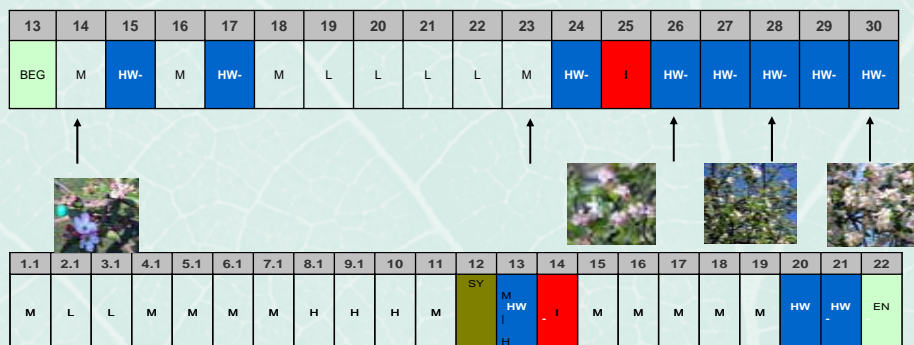 13 14 15 16 17 18 19 20 21 22 23 24 25 26 27 28 29 30
BEG M HW- M HW- M L L L L M HW- I HW- HW- HW- HW- HW-
1.1 2.1 3.1 4.1 5.1 6.1 7.1 8.1 9.1 10 11 12 13 14 15 16 17 18 19 20 21 22
M L L M M M M H H H M SY M HW | H - I M M M M M HW HW - EN